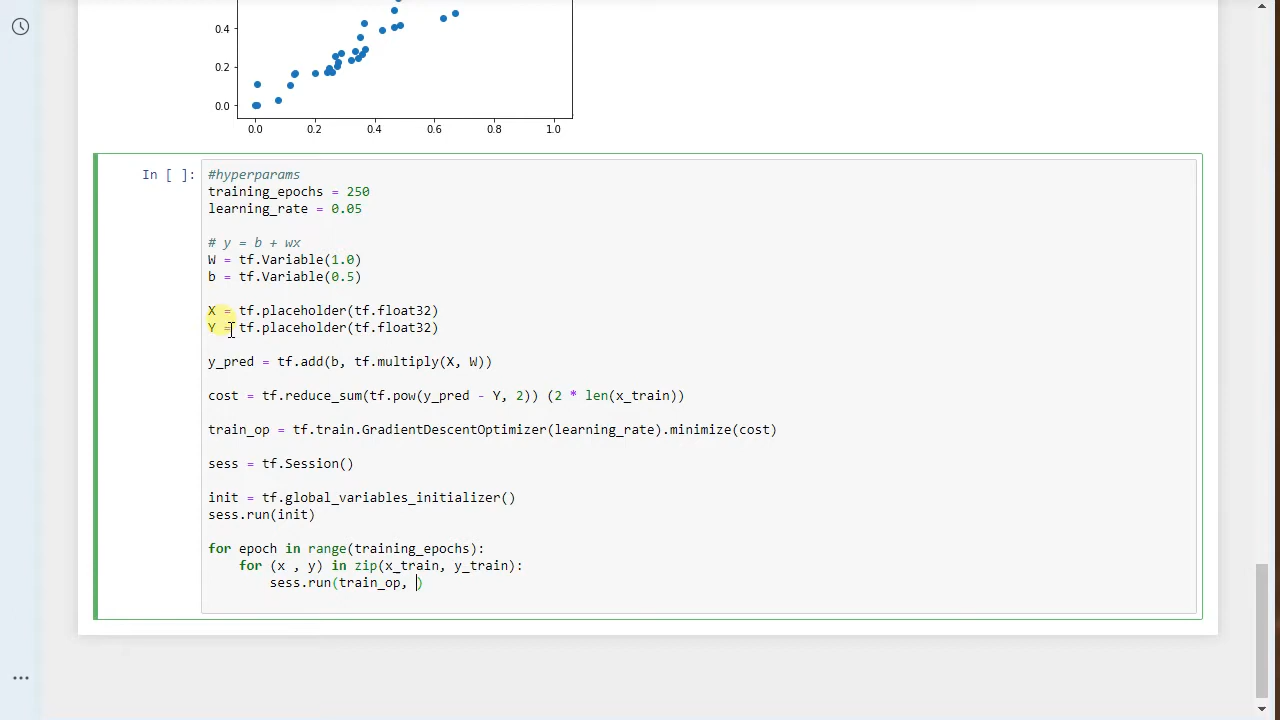 0.4
0.2
0.0
0.0 0.2 0.4 0.6 0.8 1.0
In [ ]:
#hyperparams
training_epochs = 250
learning_rate = 0.05
# y = b + wx
W = tf.Variable(1.0)
b = tf.Variable(0.5)
X = tf.placeholder(tf.float32)
Y = tf.placeholder(tf.float32)
y_pred = tf.add(b, tf.multiply(X, W))
cost = tf.reduce_sum(tf.pow(y_pred - Y, 2)) (2 * len(x_train))
train_op = tf.train.GradientDescentOptimizer(learning_rate).minimize(cost)
sess = tf.Session()
init = tf.global_variables_initializer()
sess.run(init)
for epoch in range(training_epochs):
for (x , y) in zip(x_train, y_train):
sess.run(train_op, )